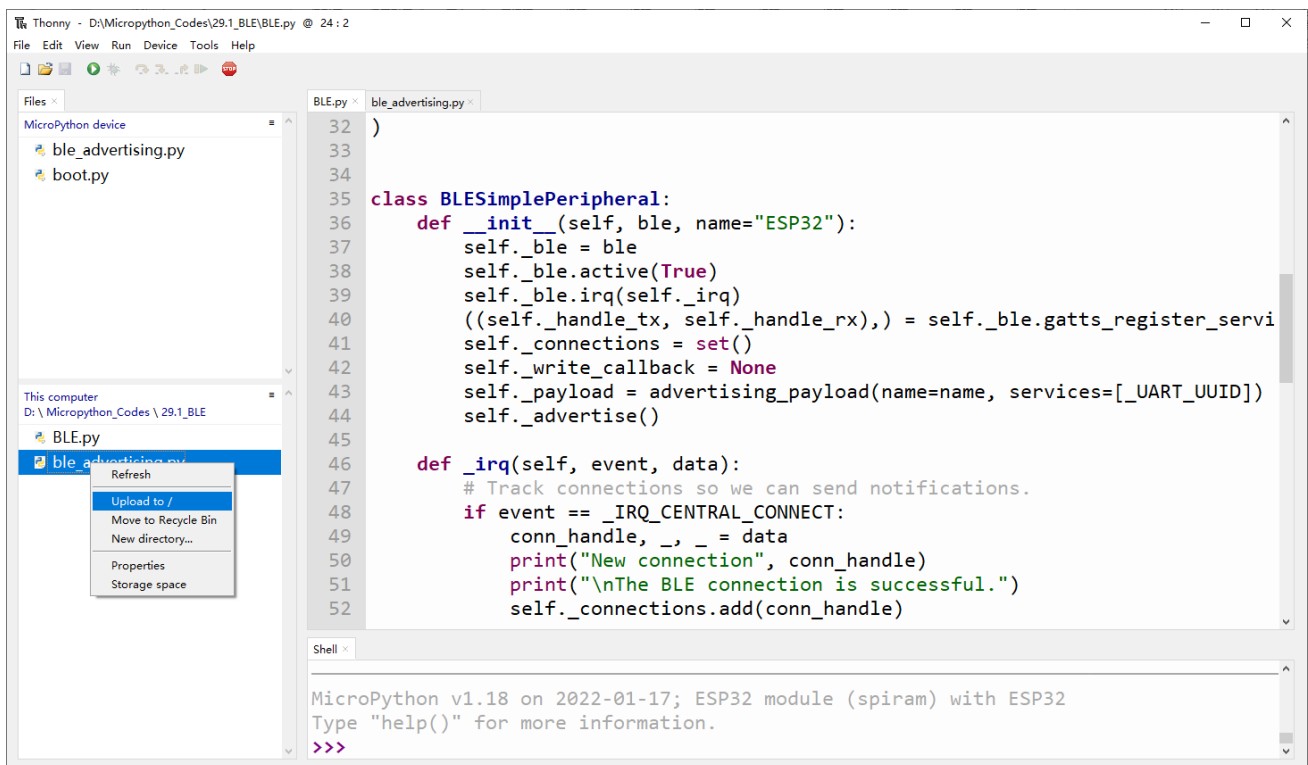 Thonny - D:\Micropython_Codes\29.1_BLE\BLE.py @ 24 : 2
File Edit View Run Device Tools Help
STOP
Files
MicroPython device
ble_advertising.py
boot.py
This computer
D: \ Micropython_Codes \ 29.1_BLE
BLE.py
ble_advertising.py
Refresh
Upload to /
Move to Recycle Bin
New directory...
Properties
Storage space
BLE.py ble_advertising.py
32 )
33
34
35 class BLESimplePeripheral:
36     def __init__(self, ble, name="ESP32"):
37         self._ble = ble
38         self._ble.active(True)
39         self._ble.irq(self._irq)
40         ((self._handle_tx, self._handle_rx),) = self._ble.gatts_register_servi
41         self._connections = set()
42         self._write_callback = None
43         self._payload = advertising_payload(name=name, services=[_UART_UUID])
44         self._advertise()
45
46     def _irq(self, event, data):
47         # Track connections so we can send notifications.
48         if event == _IRQ_CENTRAL_CONNECT:
49             conn_handle, _, _ = data
50             print("New connection", conn_handle)
51             print("\nThe BLE connection is successful.")
52             self._connections.add(conn_handle)
Shell
MicroPython v1.18 on 2022-01-17; ESP32 module (spiram) with ESP32
Type "help()" for more information.
>>>